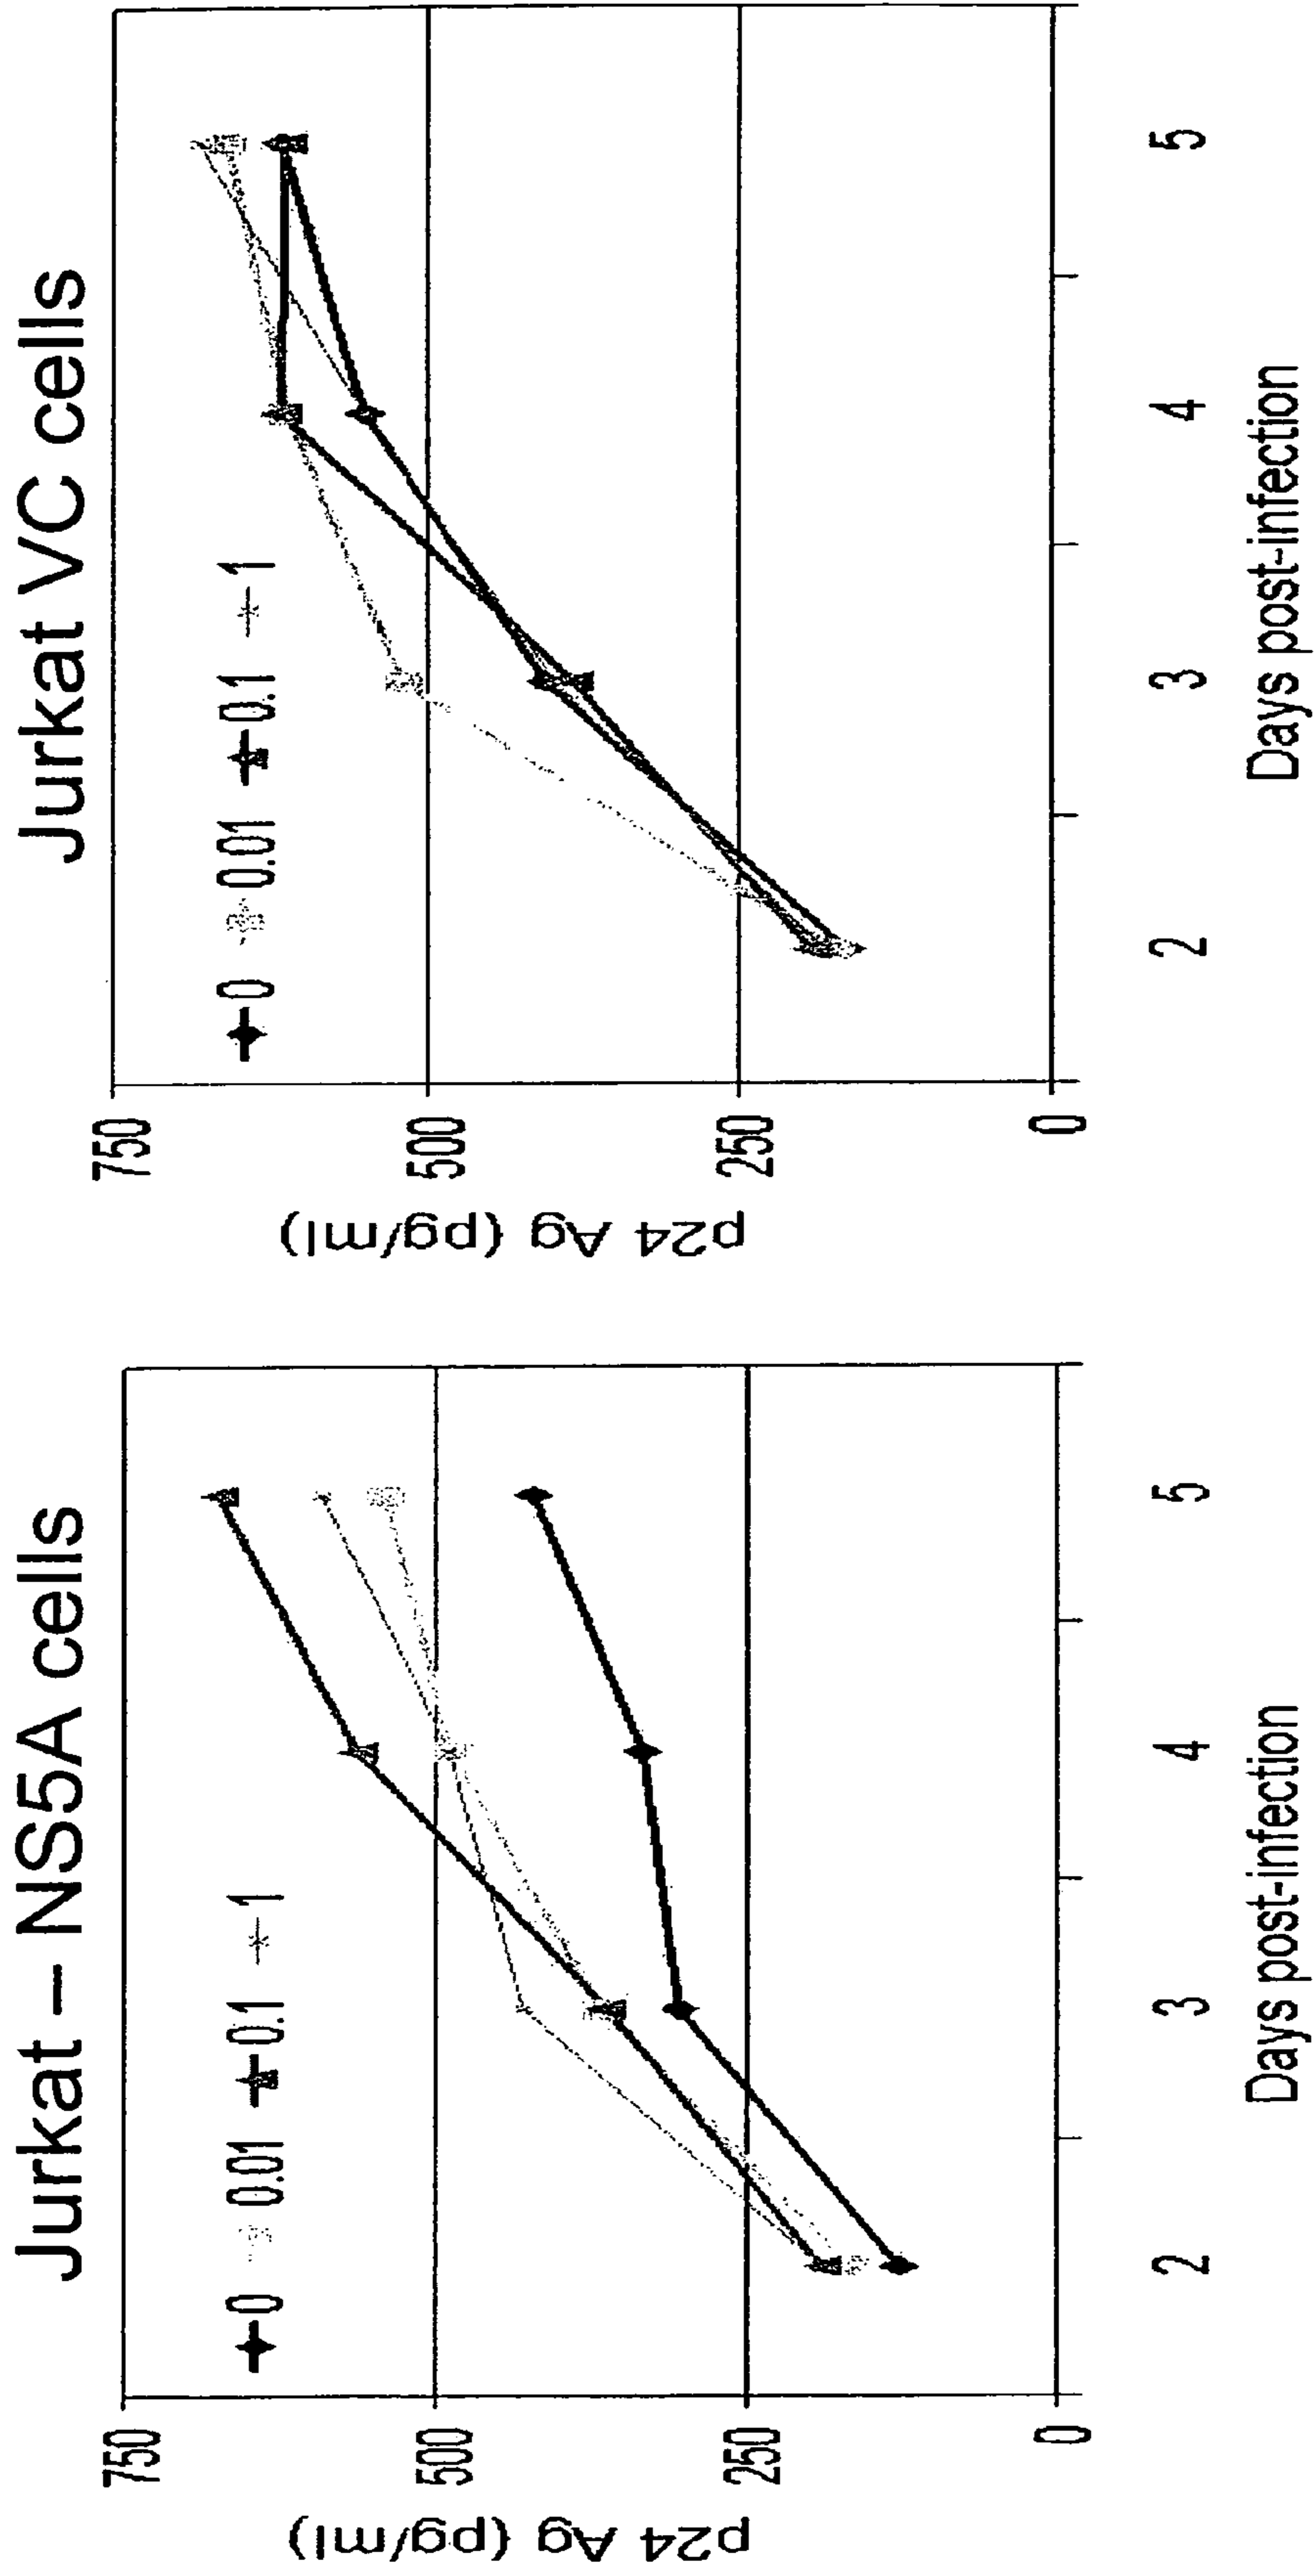 Jurkat – NS5A cells
0 0.01 0.1 1
750
500
250
0
p24 Ag (pg/ml)
2 3 4 5
Days post-infection
Jurkat VC cells
0 0.01 0.1 1
750
500
250
0
p24 Ag (pg/ml)
2 3 4 5
Days post-infection